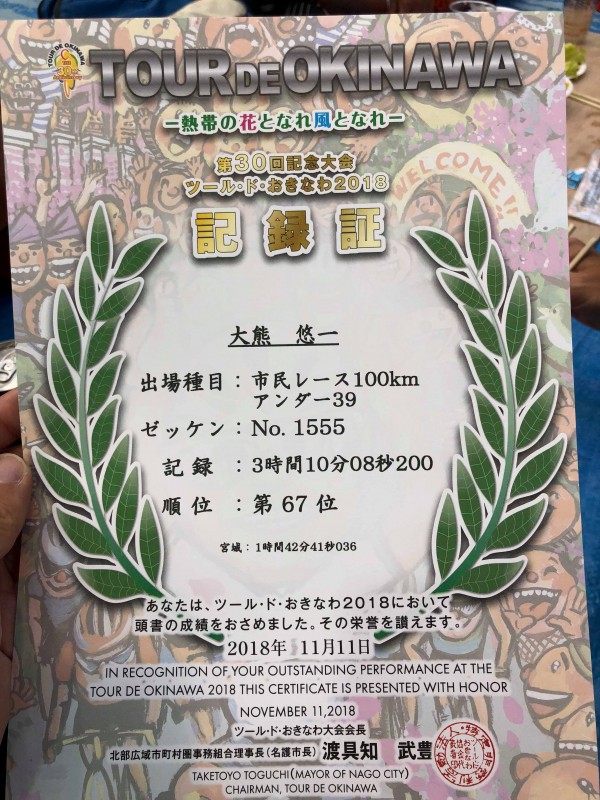 TOUR DE OKINAWA
TOUR DE OKINAWA
ー熱帯の花となれ風となれー
第30回記念大会
ツール・ド・おきなわ2018
WELCOME!!
記録証
大熊 悠一
出場種目：市民レース100km
アンダー39
ゼッケン：No. 1555
記録：3時間10分08秒200
順位：第 67 位
宮城：1時間42分41秒036
あなたは、ツール・ド・おきなわ2018において
頭書の成績をおさめました。その栄誉を讃えます。
2018年 11月11日
IN RECOGNITION OF YOUR OUTSTANDING PERFORMANCE AT THE
TOUR DE OKINAWA 2018 THIS CERTIFICATE IS PRESENTED WITH HONOR
NOVEMBER 11,2018
ツール・ド・おきなわ大会会長
北部広域市町村圏事務組合理事長(名護市長) 渡具知 武豊
TAKETOYO TOGUCHI(MAYOR OF NAGO CITY)
CHAIRMAN, TOUR DE OKINAWA